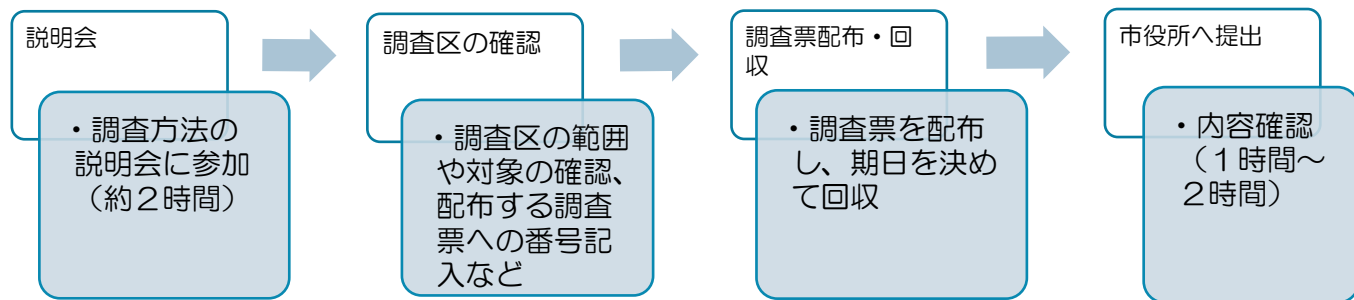 説明会
・調査方法の
説明会に参加
（約２時間）
調査区の確認
・調査区の範囲
や対象の確認、
配布する調査
票への番号記
入など
調査票配布・回
収
・調査票を配布
し、期日を決め
て回収
市役所へ提出
・内容確認
（１時間～
２時間）